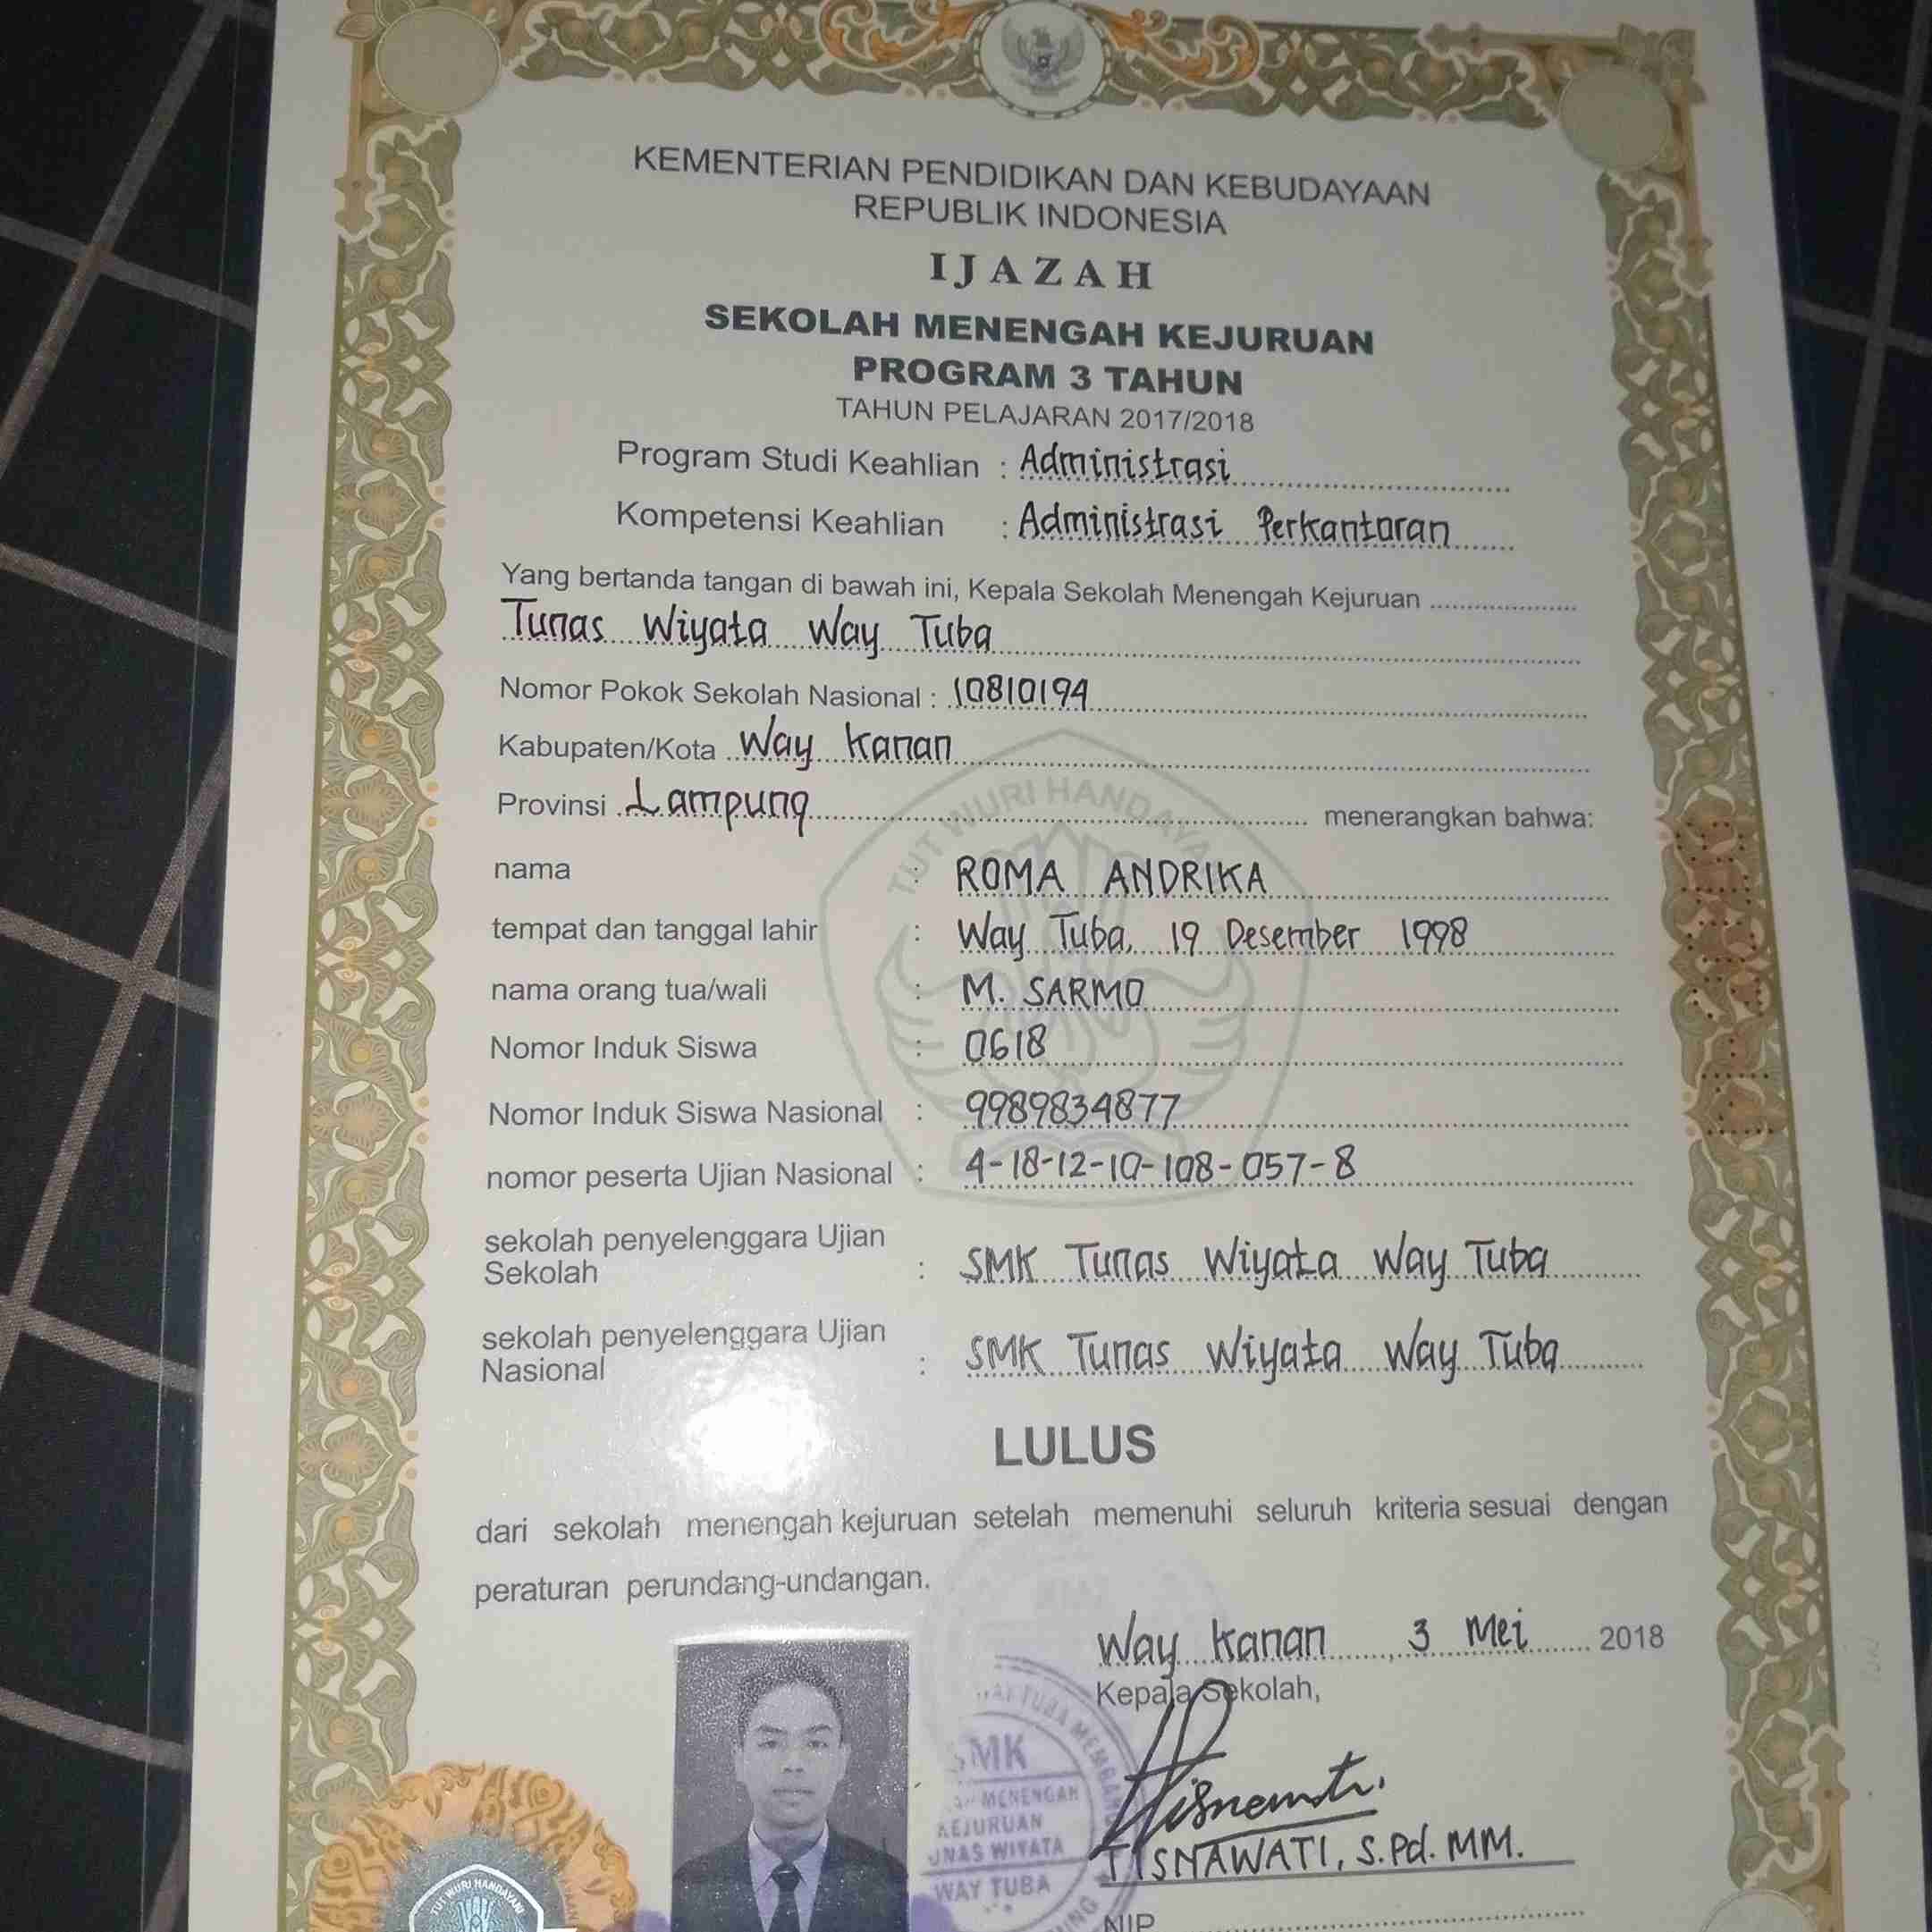 KEMENTERIAN PENDIDIKAN DAN KEBUDAYAAN
REPUBLIK INDONESIA
IJAZAH
SEKOLAH MENENGAH KEJURUAN
PROGRAM 3 TAHUN
TAHUN PELAJARAN 2017/2018
Program Studi Keahlian : Administrasi
Kompetensi Keahlian : Administrasi Perkantoran
Yang bertanda tangan di bawah ini, Kepala Sekolah Menengah Kejuruan
Tunas Wiyata Way Tuba
Nomor Pokok Sekolah Nasional : 10810194
Kabupaten/Kota Way Kanan
Provinsi Lampung menerangkan bahwa:
TUT WURI HANDAYA
nama : ROMA ANDRIKA
tempat dan tanggal lahir : Way Tuba, 19 Desember 1998
nama orang tua/wali : M. SARMO
Nomor Induk Siswa : 0618
Nomor Induk Siswa Nasional : 9989834877
nomor peserta Ujian Nasional : 4-18-12-10-108-057-8
sekolah penyelenggara Ujian
Sekolah : SMK Tunas Wiyata Way Tuba
sekolah penyelenggara Ujian
Nasional : SMK Tunas Wiyata Way Tuba
LULUS
dari sekolah menengah kejuruan setelah memenuhi seluruh kriteria sesuai dengan
peraturan perundang-undangan.
Way Kanan, 3 Mei 2018
Kepala Sekolah,
Tisnawati
TISNAWATI, S.Pd. MM.
NIP
SMK
MENENGAH
KEJURUAN
UNAS WIYATA
WAY TUBA
TUT WURI HANDAYANI